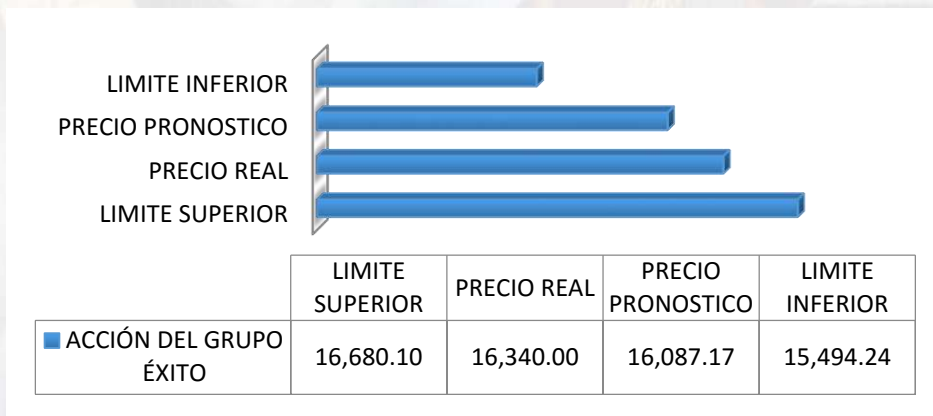 LIMITE INFERIOR
PRECIO PRONOSTICO
PRECIO REAL
LIMITE SUPERIOR
LIMITE
SUPERIOR
PRECIO REAL
PRECIO
PRONOSTICO
LIMITE
INFERIOR
ACCIÓN DEL GRUPO
ÉXITO
16,680.10
16,340.00
16,087.17
15,494.24